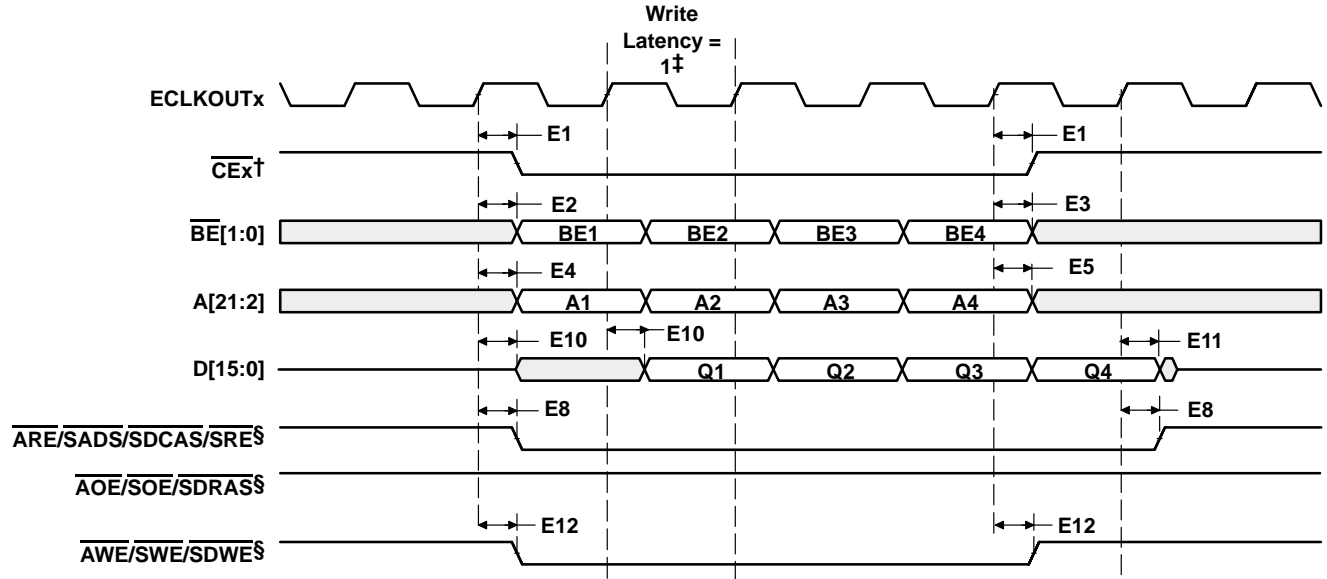 Write
Latency =
1‡
ECLKOUTx
E1 E1
CEx†
E2 E3
BE[1:0] BE1 BE2 BE3 BE4
E4 E5
A[21:2] A1 A2 A3 A4
E10 E10 E11
D[15:0] Q1 Q2 Q3 Q4
E8 E8
ARE/SADS/SDCAS/SRE§
AOE/SOE/SDRAS§
E12 E12
AWE/SWE/SDWE§